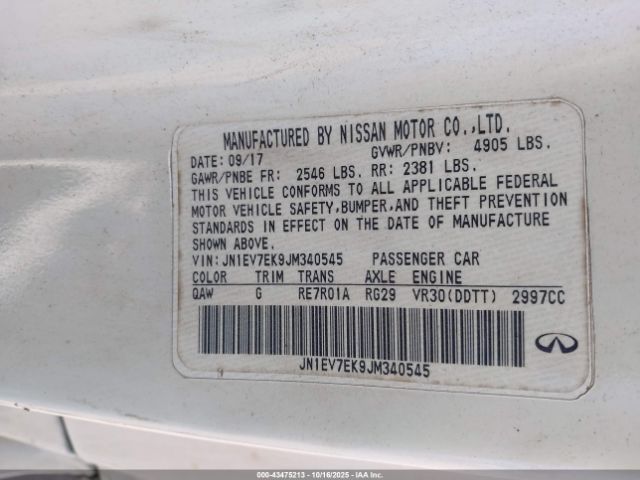 MANUFACTURED BY NISSAN MOTOR CO.,LTD.
DATE: 09/17 GVWR/PNBV: 4905 LBS.
GAWR/PNBE FR: 2546 LBS. RR: 2381 LBS.
THIS VEHICLE CONFORMS TO ALL APPLICABLE FEDERAL
MOTOR VEHICLE SAFETY,BUMPER,AND THEFT PREVENTION
STANDARDS IN EFFECT ON THE DATE OF MANUFACTURE
SHOWN ABOVE.
VIN: JN1EV7EK9JM340545 PASSENGER CAR
COLOR TRIM TRANS AXLE ENGINE
QAW G RE7R01A RG29 VR30(DDTT) 2997CC
JN1EV7EK9JM340545
000-43475213 - 10/16/2025 - IAAI.COM